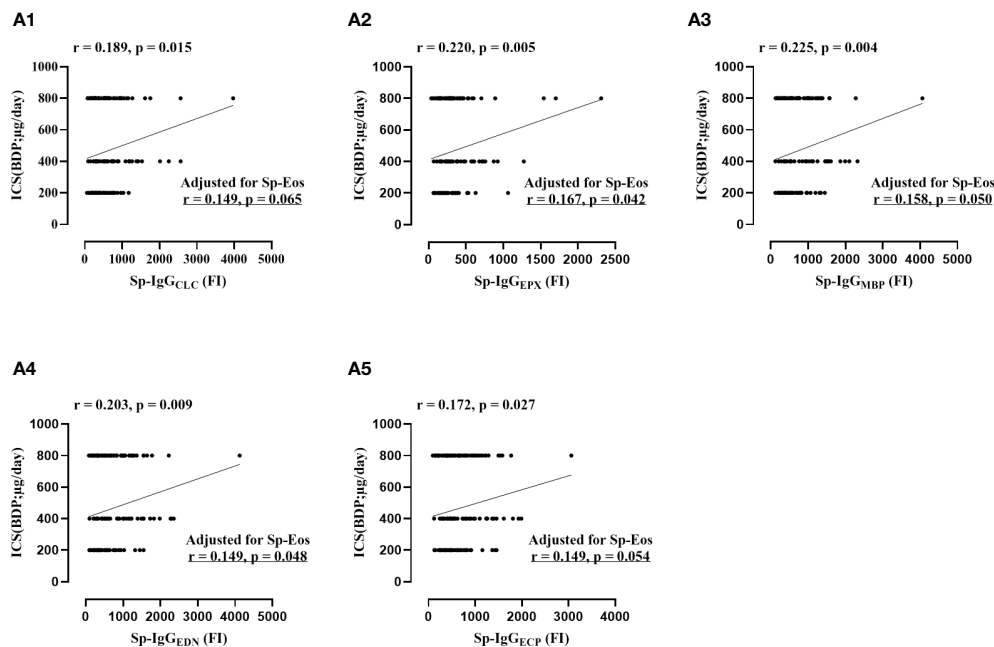 A1
r = 0.189, p = 0.015
1000
800
600
400
200
0
ICS(BDP;μg/day)
Adjusted for Sp-Eos
r = 0.149, p = 0.065
0 1000 2000 3000 4000 5000
Sp-IgGCLC (FI)
A2
r = 0.220, p = 0.005
1000
800
600
400
200
0
ICS(BDP;μg/day)
Adjusted for Sp-Eos
r = 0.167, p = 0.042
0 500 1000 1500 2000 2500
Sp-IgGEPX (FI)
A3
r = 0.225, p = 0.004
1000
800
600
400
200
0
ICS(BDP;μg/day)
Adjusted for Sp-Eos
r = 0.158, p = 0.050
0 1000 2000 3000 4000 5000
Sp-IgGMBP (FI)
A4
r = 0.203, p = 0.009
1000
800
600
400
200
0
ICS(BDP;μg/day)
Adjusted for Sp-Eos
r = 0.149, p = 0.048
0 1000 2000 3000 4000 5000
Sp-IgGEDN (FI)
A5
r = 0.172, p = 0.027
1000
800
600
400
200
0
ICS(BDP;μg/day)
Adjusted for Sp-Eos
r = 0.149, p = 0.054
0 1000 2000 3000 4000
Sp-IgGECP (FI)